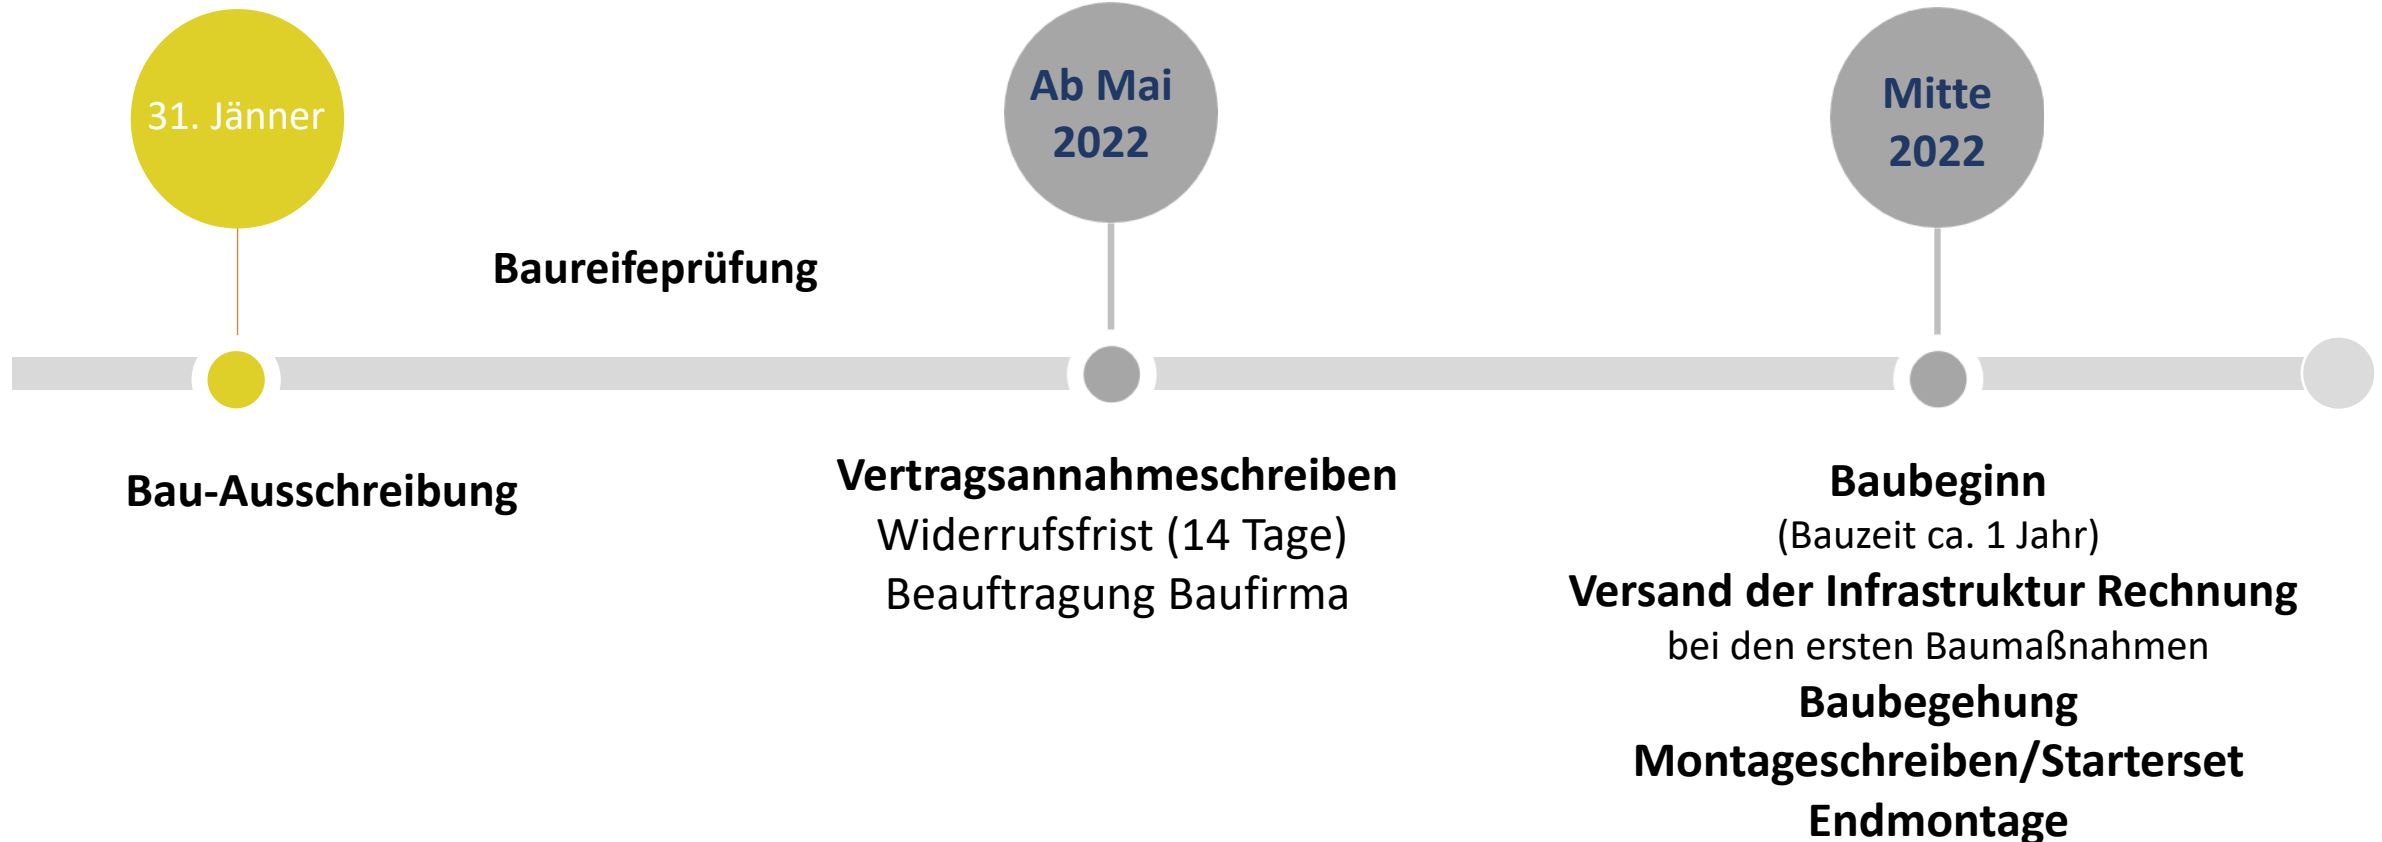 31. Jänner
Ab Mai
2022
Mitte
2022
Baureifeprüfung
Bau-Ausschreibung
Vertragsannahmeschreiben
Widerrufsfrist (14 Tage)
Beauftragung Baufirma
Baubeginn
(Bauzeit ca. 1 Jahr)
Versand der Infrastruktur Rechnung
bei den ersten Baumaßnahmen
Baubegehung
Montageschreiben/Starterset
Endmontage